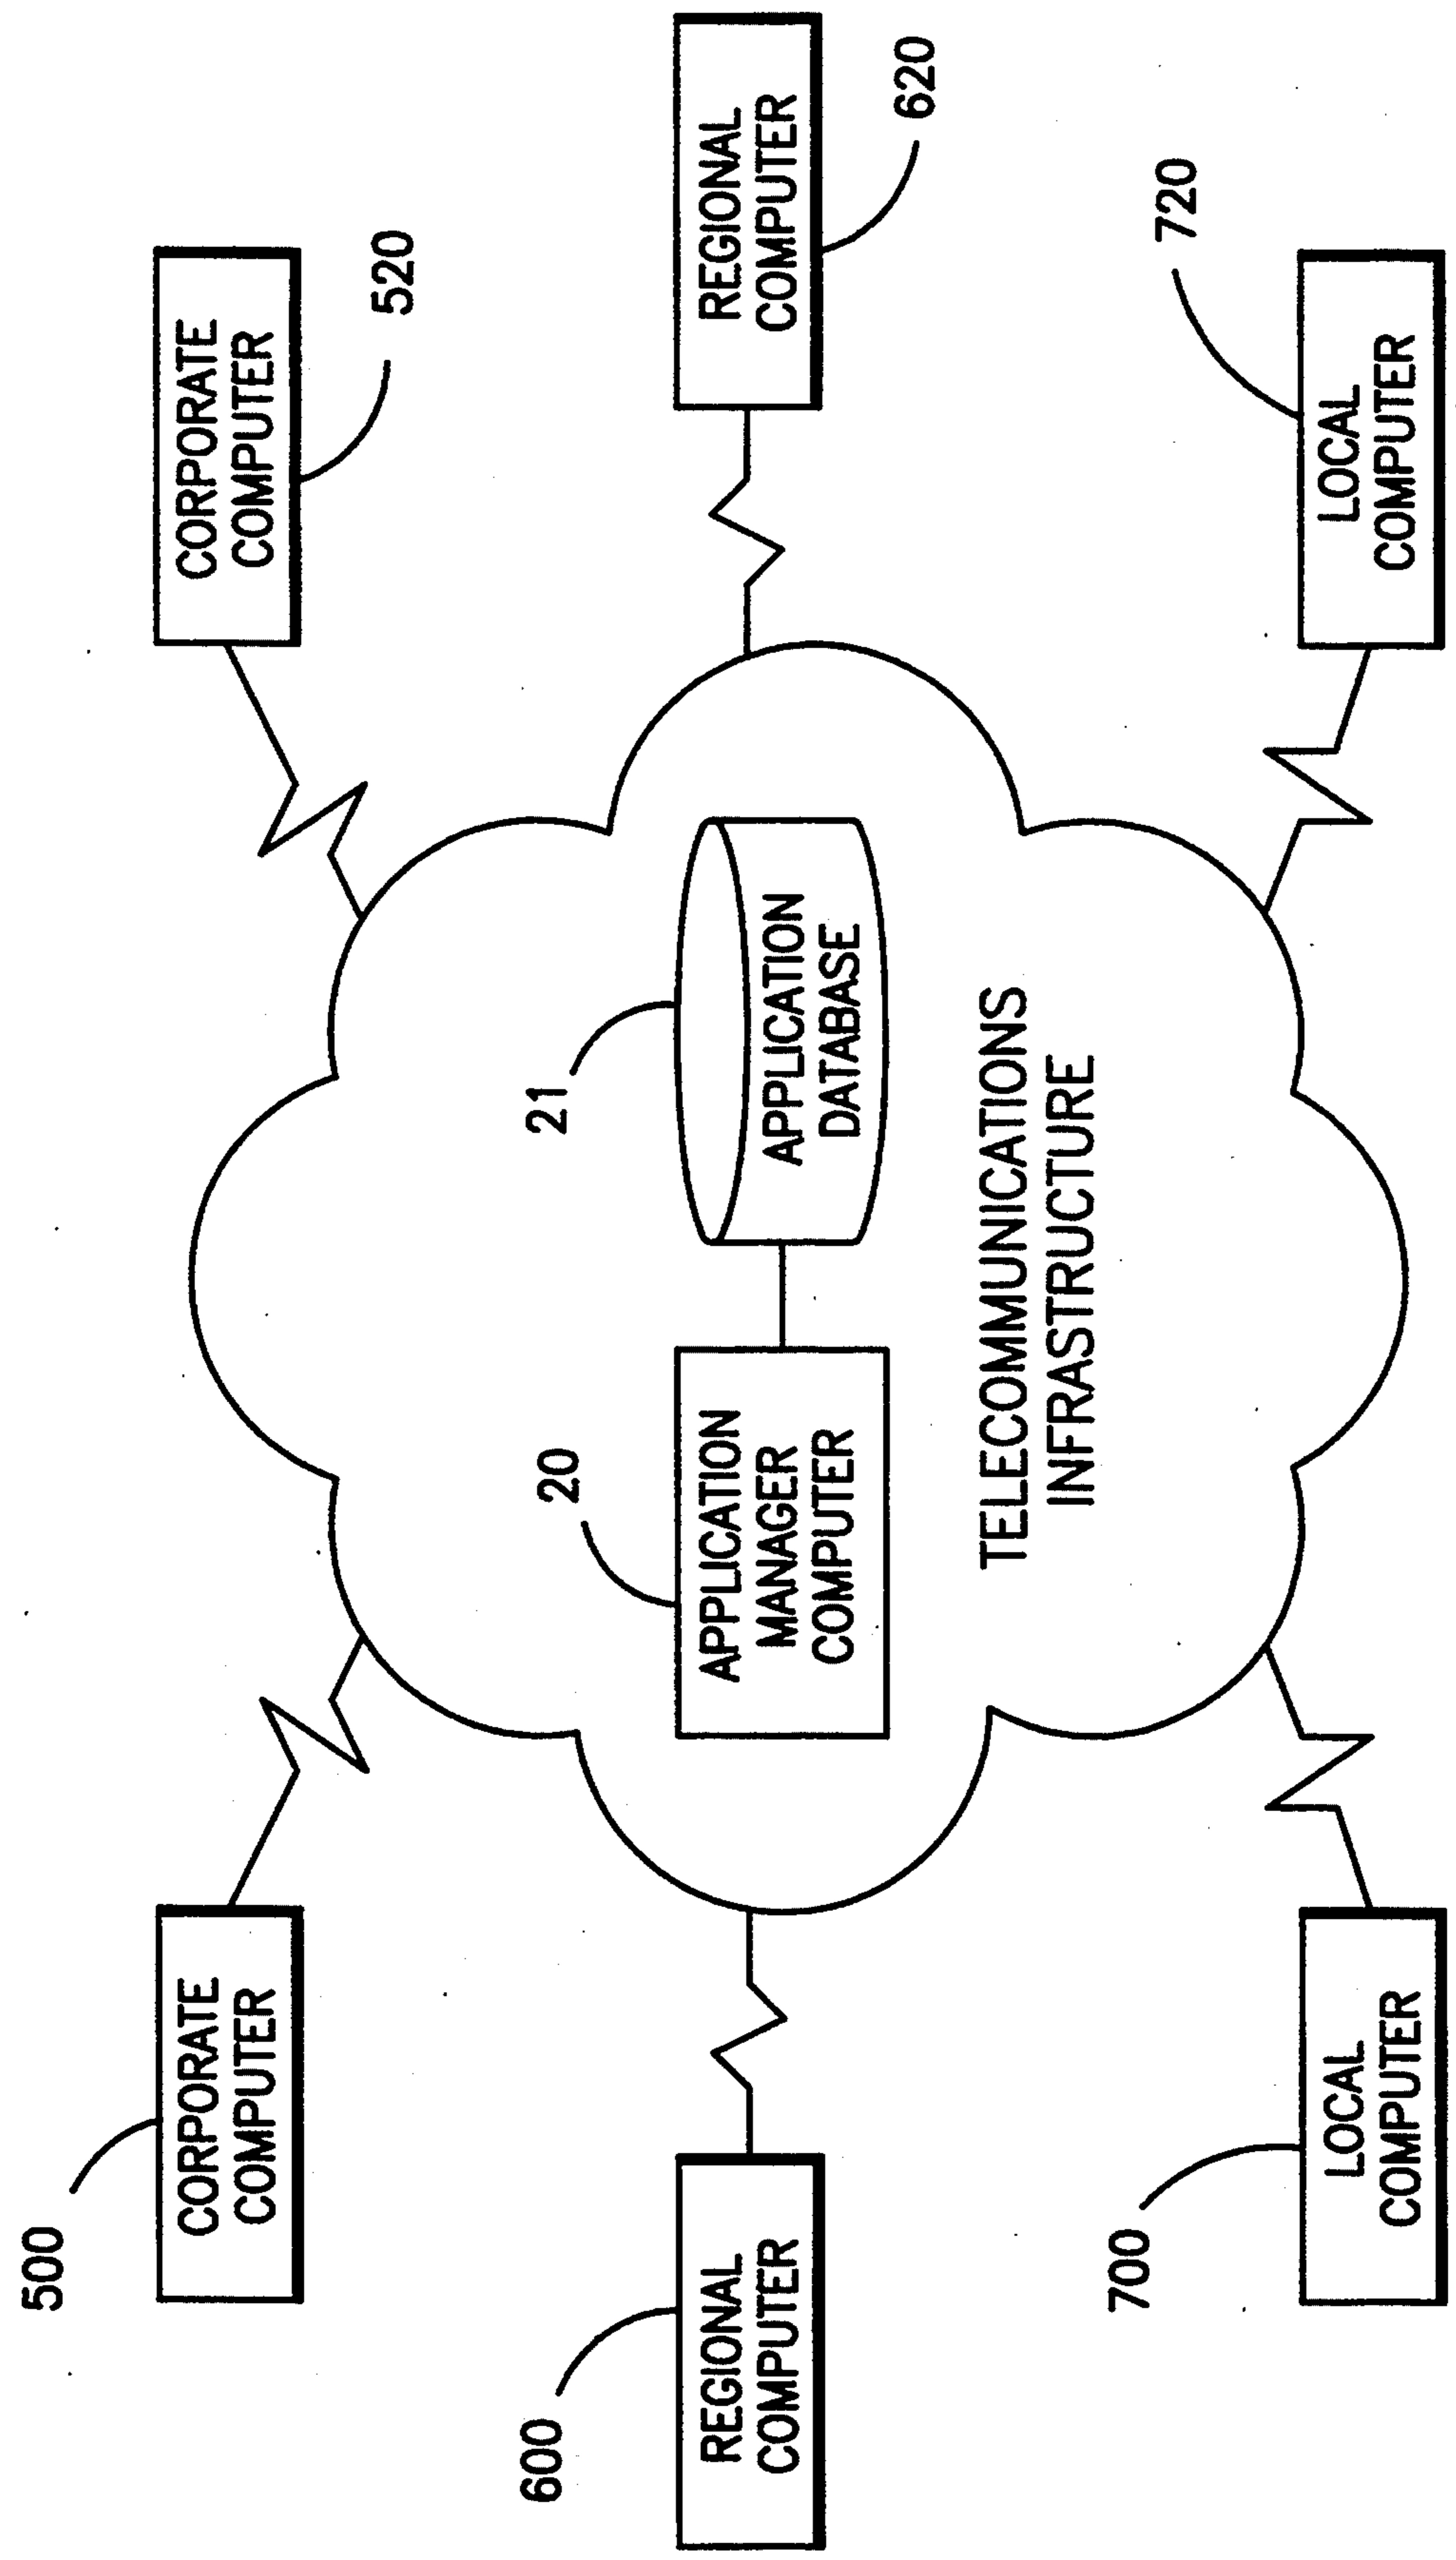 500
CORPORATE
COMPUTER
CORPORATE
COMPUTER
520
600
REGIONAL
COMPUTER
20
APPLICATION
MANAGER
COMPUTER
21
APPLICATION
DATABASE
REGIONAL
COMPUTER
620
TELECOMMUNICATIONS
INFRASTRUCTURE
700
LOCAL
COMPUTER
720
LOCAL
COMPUTER